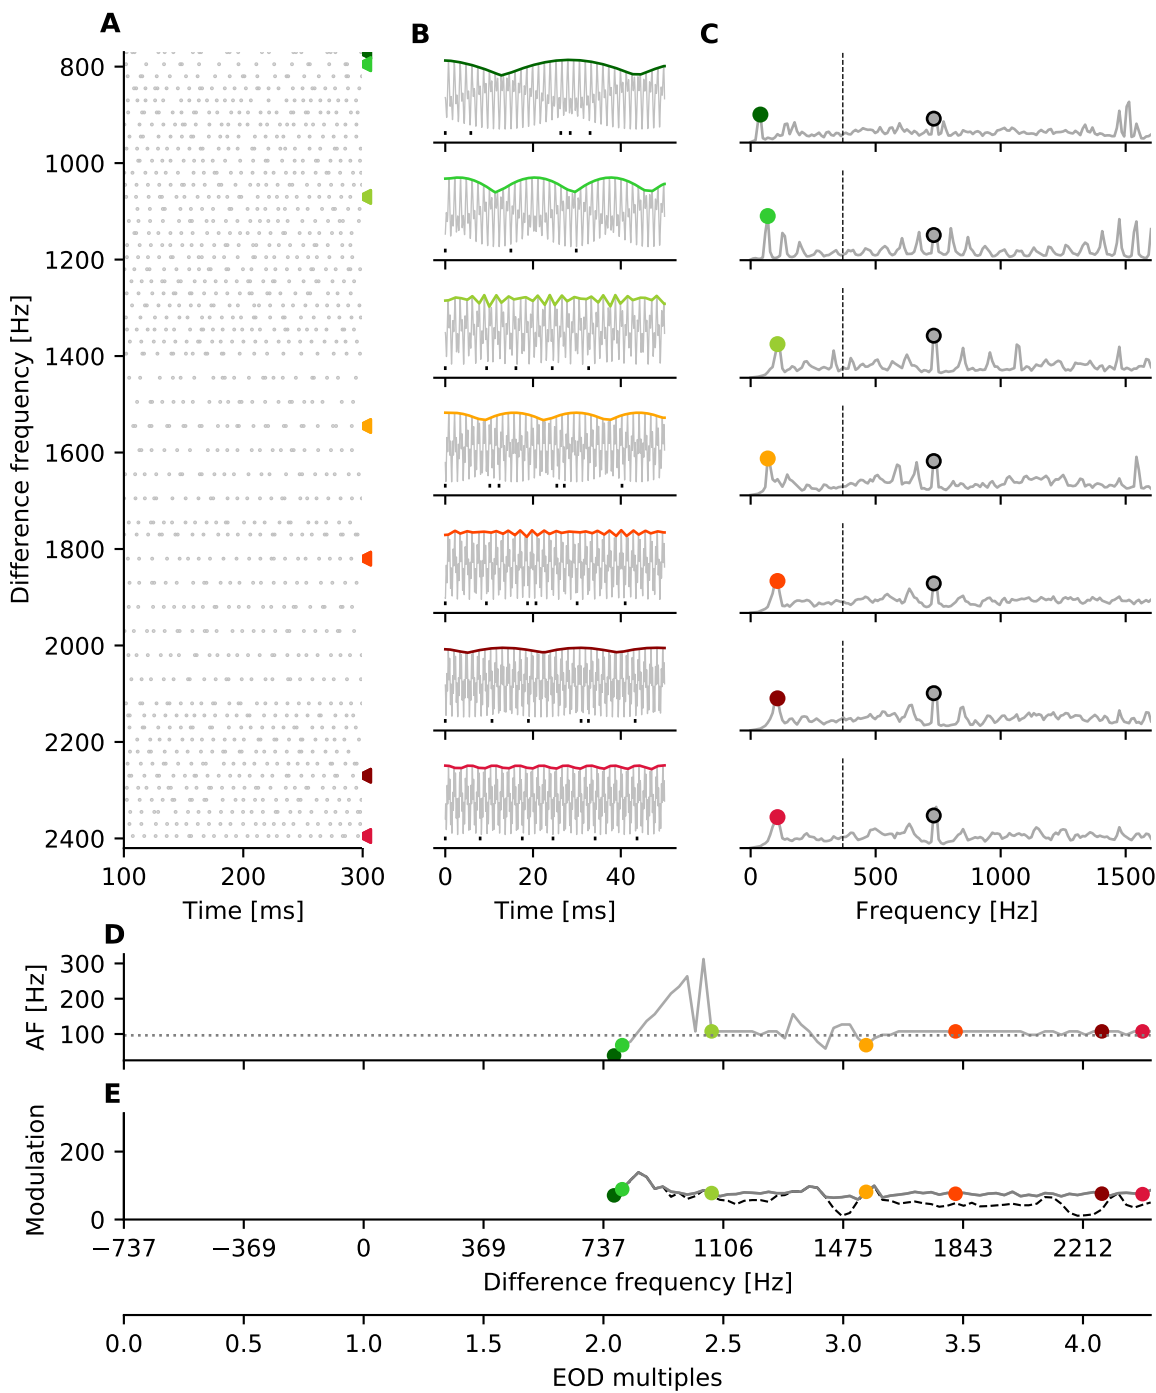 A
B
C
Difference frequency [Hz]
800
1000
1200
1400
1600
1800
2000
2200
2400
100 200 300
Time [ms]
0 20 40
Time [ms]
0 500 1000 1500
Frequency [Hz]
D
AF [Hz]
300
200
100
E
Modulation
200
0
−737 −369 0 369 737 1106 1475 1843 2212
Difference frequency [Hz]
0.0 0.5 1.0 1.5 2.0 2.5 3.0 3.5 4.0
EOD multiples